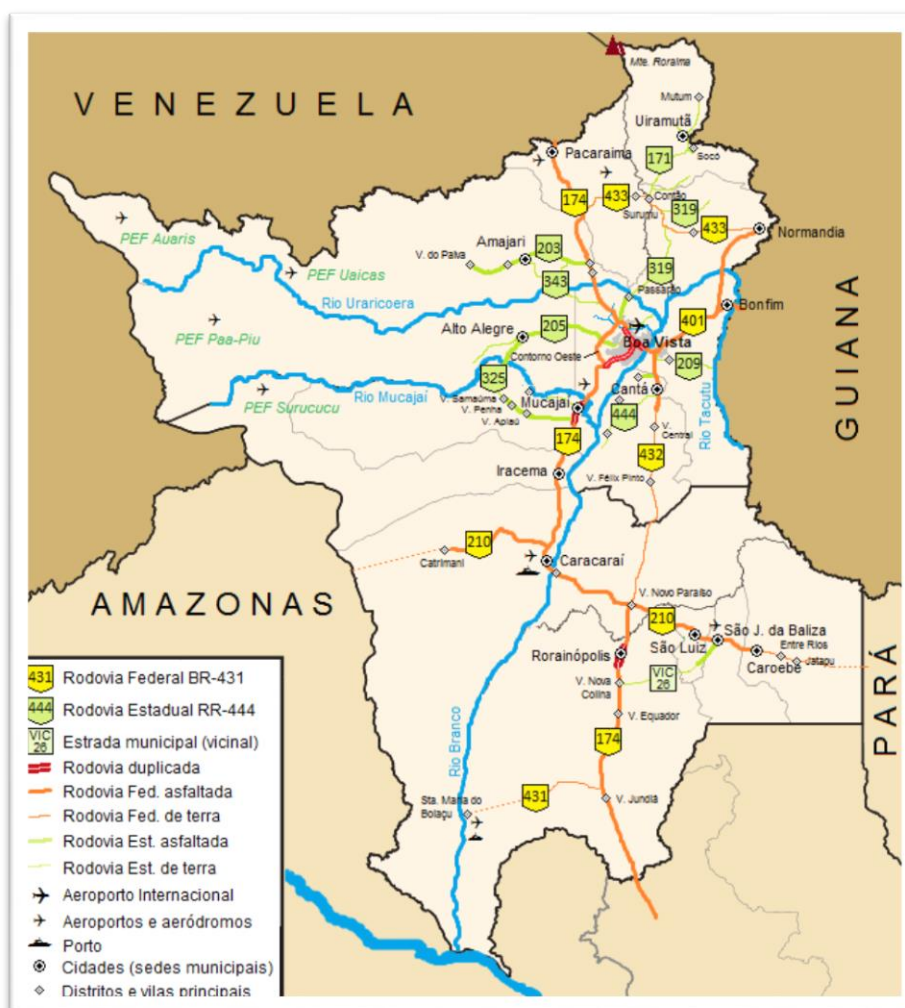 Mte. Roraima
VENEZUELA
Mutum
Uiramutã
Socó
Pacaraima
171
433
174
Contão
Surumu
319
433
Normandia
PEF Auaris
Amajari
203
V. do Paiva
PEF Uaicas
343
319
Passarão
Rio Uraricoera
Bonfim
GUIANA
PEF Paa-Piu
Alto Alegre
205
401
Boa Vista
Contorno Oeste
209
325
Rio Mucajaí
Cantá
PEF Surucucu
V. Samaúma
V. Penha
V. Apiaú
Mucajaí
444
Rio Tacutu
174
V. Central
432
Iracema
V. Félix Pinto
210
Catrimani
Caracaraí
AMAZONAS
V. Novo Paraíso
210
São J. da Baliza
São Luiz
Entre Rios
Jatapu
Caroebe
Rorainópolis
VIC 26
V. Nova Colina
PARÁ
V. Equador
174
Rio Branco
Sta. Maria do
Boiaçu
431
V. Jundiá
431 Rodovia Federal BR-431
444 Rodovia Estadual RR-444
VIC 26 Estrada municipal (vicinal)
Rodovia duplicada
Rodovia Fed. asfaltada
Rodovia Fed. de terra
Rodovia Est. asfaltada
Rodovia Est. de terra
Aeroporto Internacional
Aeroportos e aeródromos
Porto
Cidades (sedes municipais)
Distritos e vilas principais